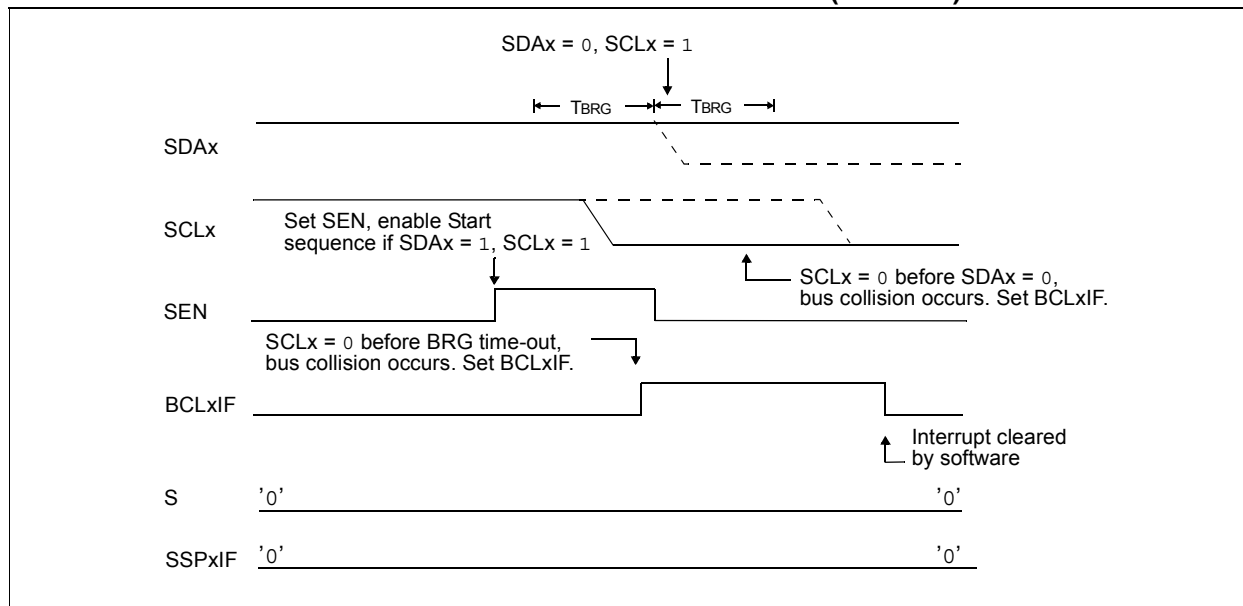 SDAx = 0, SCLx = 1
TBRG TBRG
SDAx
SCLx
Set SEN, enable Start
sequence if SDAx = 1, SCLx = 1
SCLx = 0 before SDAx = 0,
bus collision occurs. Set BCLxIF.
SEN
SCLx = 0 before BRG time-out,
bus collision occurs. Set BCLxIF.
BCLxIF
Interrupt cleared
by software
S '0' '0'
SSPxIF '0' '0'